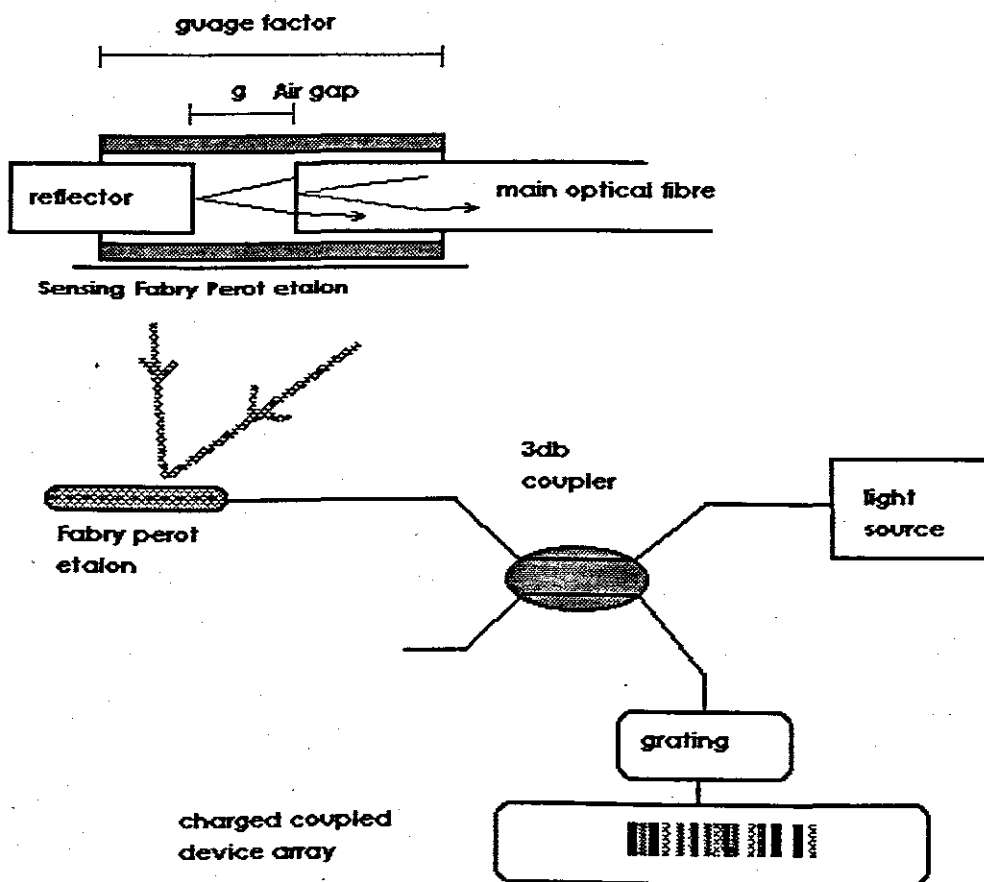 guage factor
g Air gap
reflector
main optical fibre
Sensing Fabry Perot etalon
3db
coupler
light
source
Fabry perot
etalon
grating
charged coupled
device array